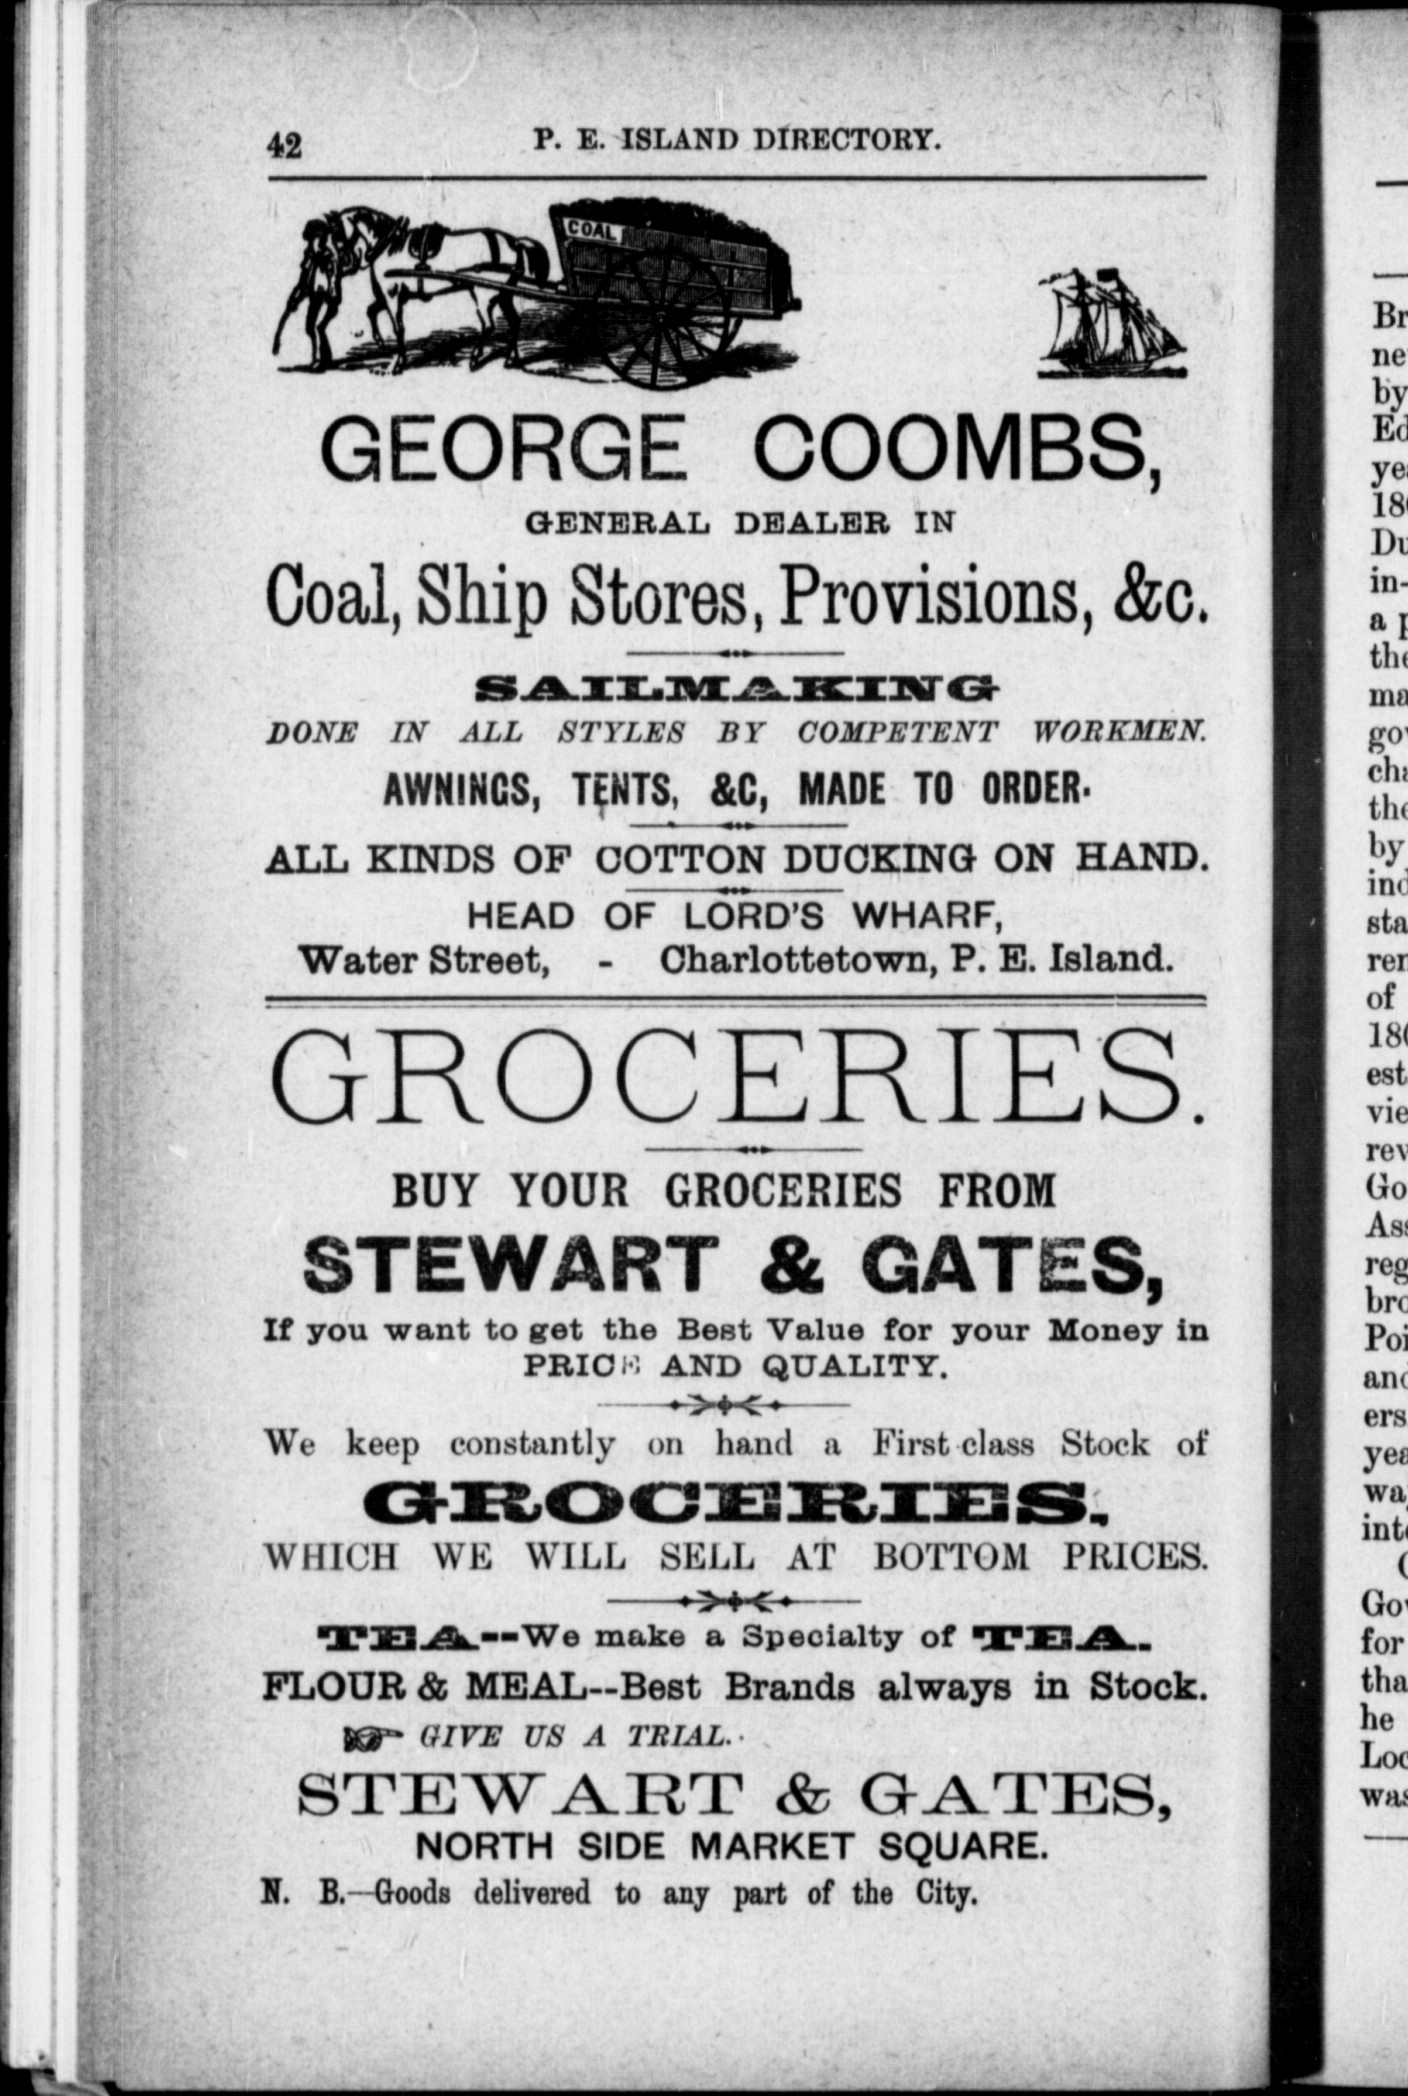 42 P. E. ISLAND DIRECTORY.
COAL
GEORGE COOMBS,
GENERAL DEALER IN
Coal, Ship Stores, Provisions, &c.
SAILMAKING
DONE IN ALL STYLES BY COMPETENT WORKMEN.
AWNINGS, TENTS, &C, MADE TO ORDER.
ALL KINDS OF COTTON DUCKING ON HAND.
HEAD OF LORD'S WHARF,
Water Street, - Charlottetown, P. E. Island.
GROCERIES.
BUY YOUR GROCERIES FROM
STEWART & GATES,
If you want to get the Best Value for your Money in
PRICE AND QUALITY.
We keep constantly on hand a First-class Stock of
GROCERIES,
WHICH WE WILL SELL AT BOTTOM PRICES.
TEA--We make a Specialty of TEA.
FLOUR & MEAL--Best Brands always in Stock.
GIVE US A TRIAL.
STEWART & GATES,
NORTH SIDE MARKET SQUARE.
N. B.—Goods delivered to any part of the City.
by
in-
a
by
of
he